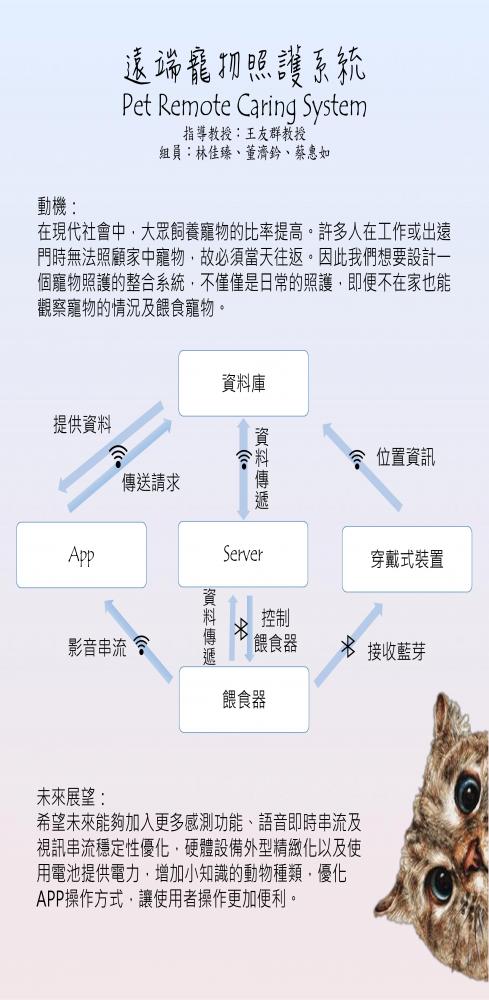 遠端寵物照護系統
Pet Remote Caring System
指導教授：王友群教授
組員：林佳臻、董濟鈐、蔡惠如
動機：
在現代社會中，大眾飼養寵物的比率提高。許多人在工作或出遠
門時無法照顧家中寵物，故必須當天往返。因此我們想要設計一
個寵物照護的整合系統，不僅僅是日常的照護，即便不在家也能
觀察寵物的情況及餵食寵物。
資料庫
提供資料
傳送請求
資料傳遞
位置資訊
App
Server
穿戴式裝置
影音串流
資料傳遞
控制
餵食器
接收藍芽
餵食器
未來展望：
希望未來能夠加入更多感測功能、語音即時串流及
視訊串流穩定性優化，硬體設備外型精緻化以及使
用電池提供電力，增加小知識的動物種類，優化
APP操作方式，讓使用者操作更加便利。